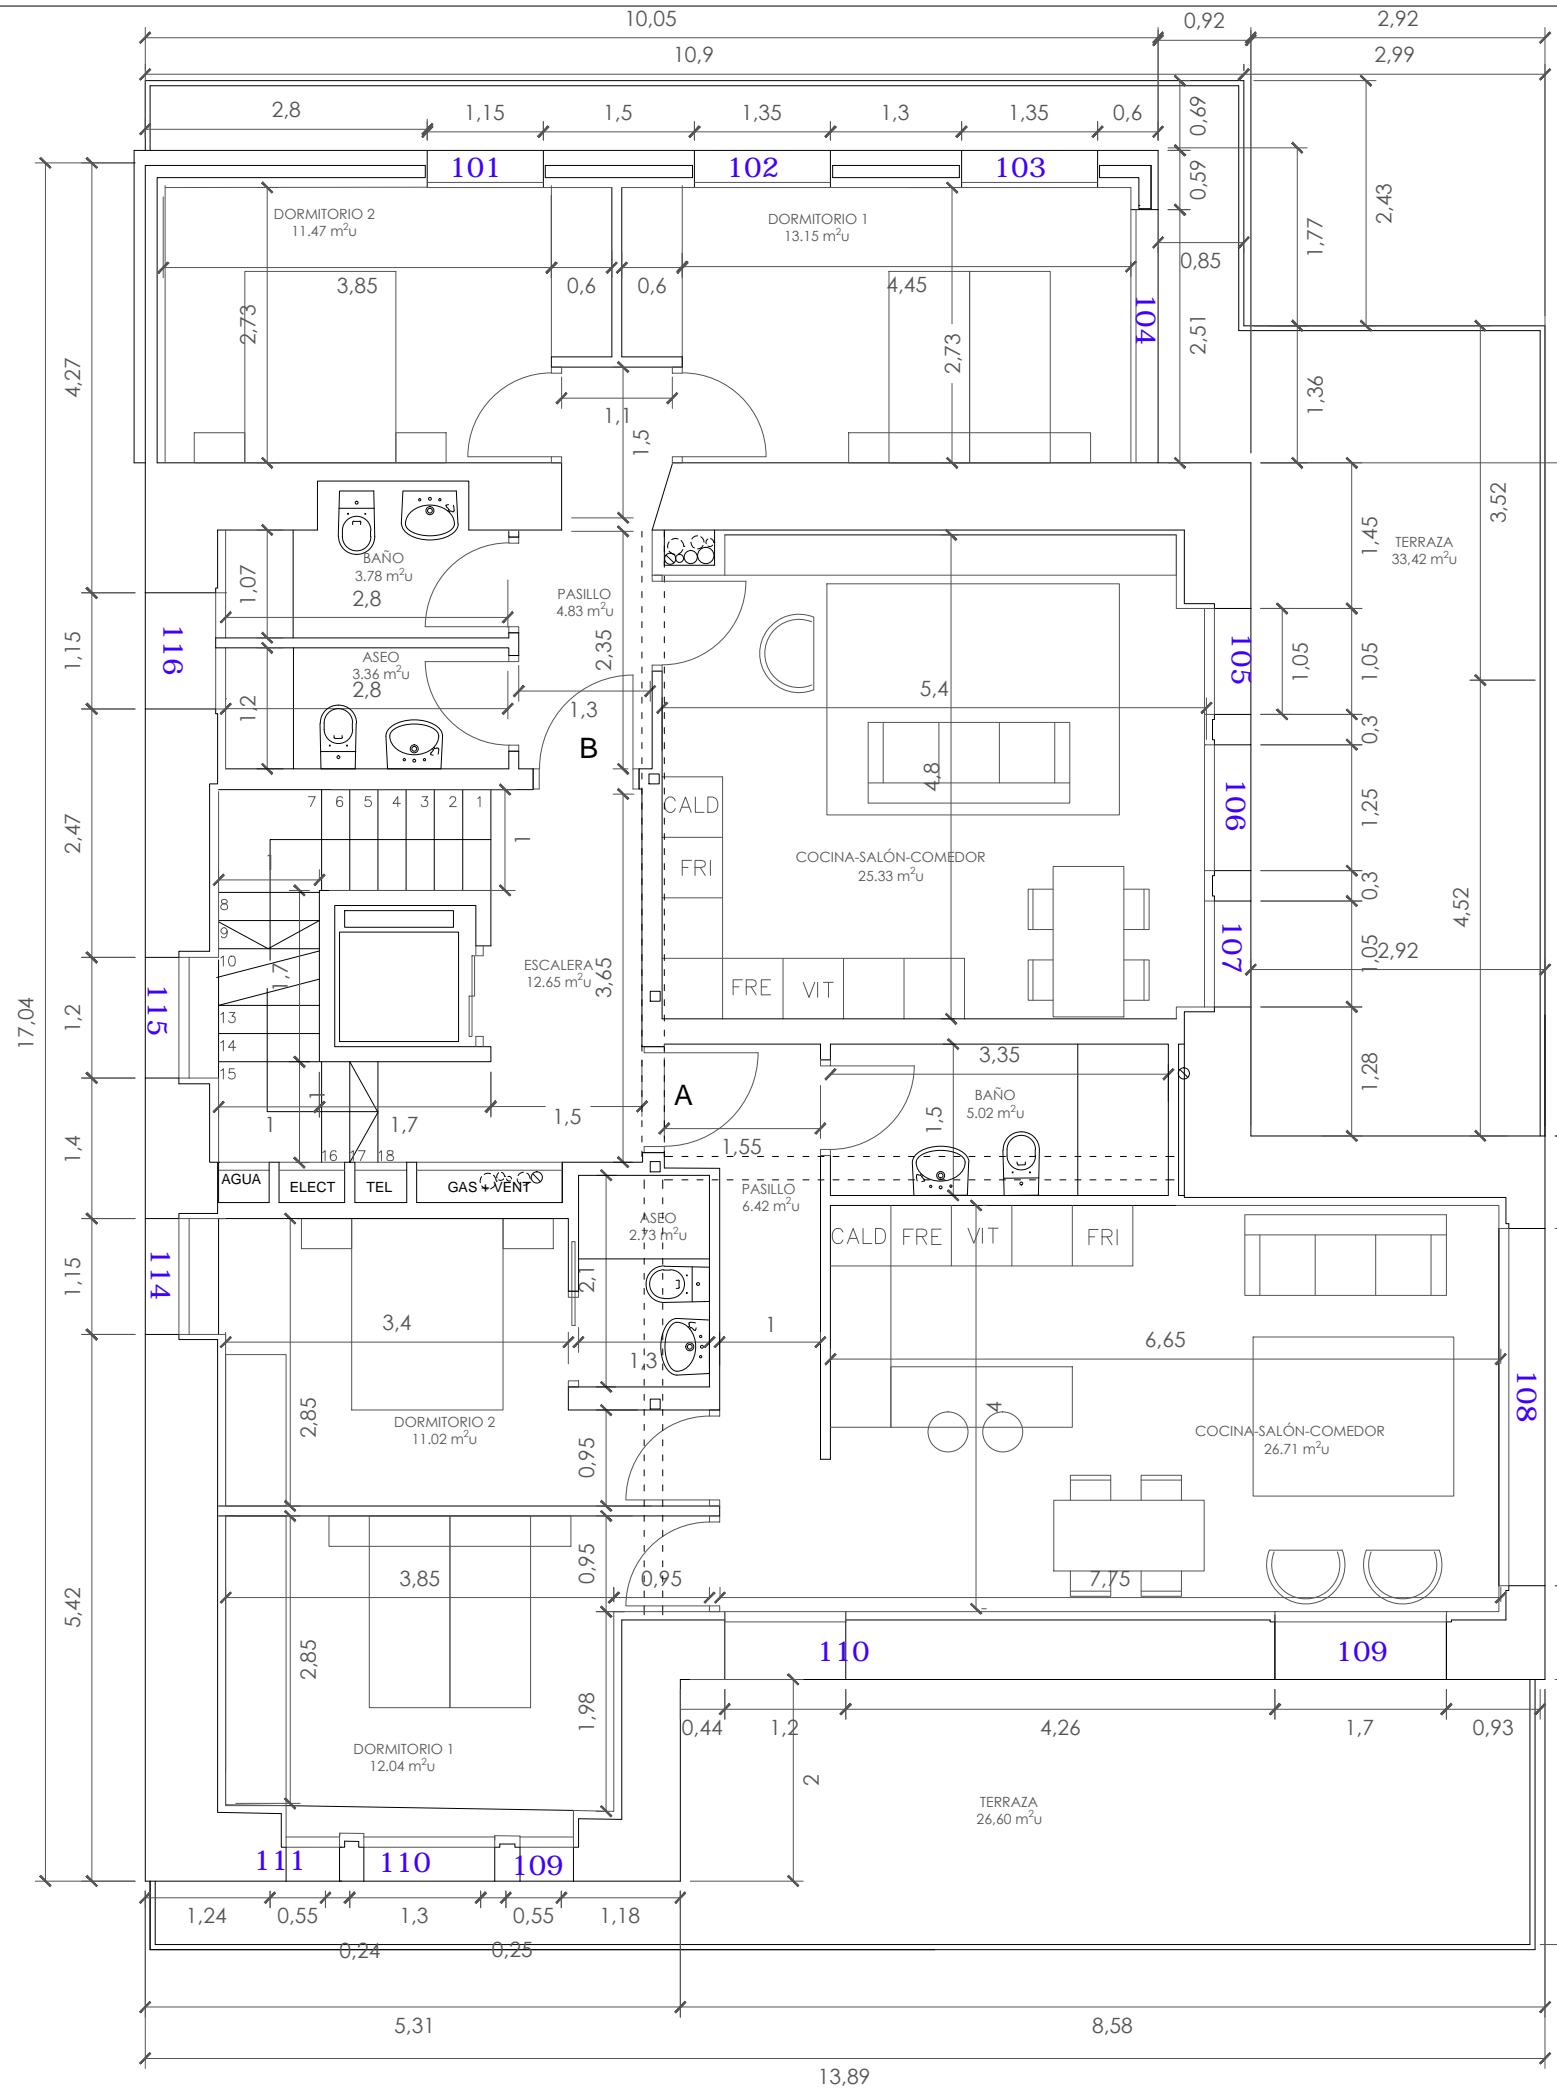 10,05
0,92
2,92
10,9
2,99
2,8
1,15
1,5
1,35
1,3
1,35
0,6
0,69
101
102
103
0,59
DORMITORIO 2
11.47 m²u
DORMITORIO 1
13.15 m²u
2,43
1,77
3,85
0,6
0,6
4,45
0,85
2,73
2,73
104
2,51
4,27
1,1
1,5
1,36
3,52
1,45
TERRAZA
33,42 m²u
BAÑO
3.78 m²u
1,07
2,8
PASILLO
4.83 m²u
2,35
116
1,15
ASEO
3.36 m²u
2,8
1,2
1,3
B
5,4
105
1,05
1,05
0,3
4,8
7 6 5 4 3 2 1
CALD
106
1,25
2,47
1
1
FRI
COCINA-SALÓN-COMEDOR
25.33 m²u
0,3
8
9
10
13
14
15
1,7
ESCALERA
12.65 m²u
3,65
107
1,05
2,92
4,52
FRE
VIT
115
1,2
17,04
1,28
3,35
BAÑO
5.02 m²u
A
1,5
1
1
1,7
1,5
1,55
1,4
16 17 18
AGUA
ELECT
TEL
GAS + VENT
PASILLO
6.42 m²u
ASEO
2.73 m²u
CALD
FRE
VIT
FRI
114
1,15
2,1
3,4
1,3
1
6,65
108
2,85
DORMITORIO 2
11.02 m²u
0,95
4
COCINA-SALÓN-COMEDOR
26.71 m²u
5,42
3,85
0,95
0,95
7,75
2,85
110
109
1,98
0,44
1,2
4,26
1,7
0,93
DORMITORIO 1
12.04 m²u
2
TERRAZA
26,60 m²u
111
110
109
1,24
0,55
1,3
0,55
1,18
0,24
0,25
5,31
8,58
13,89